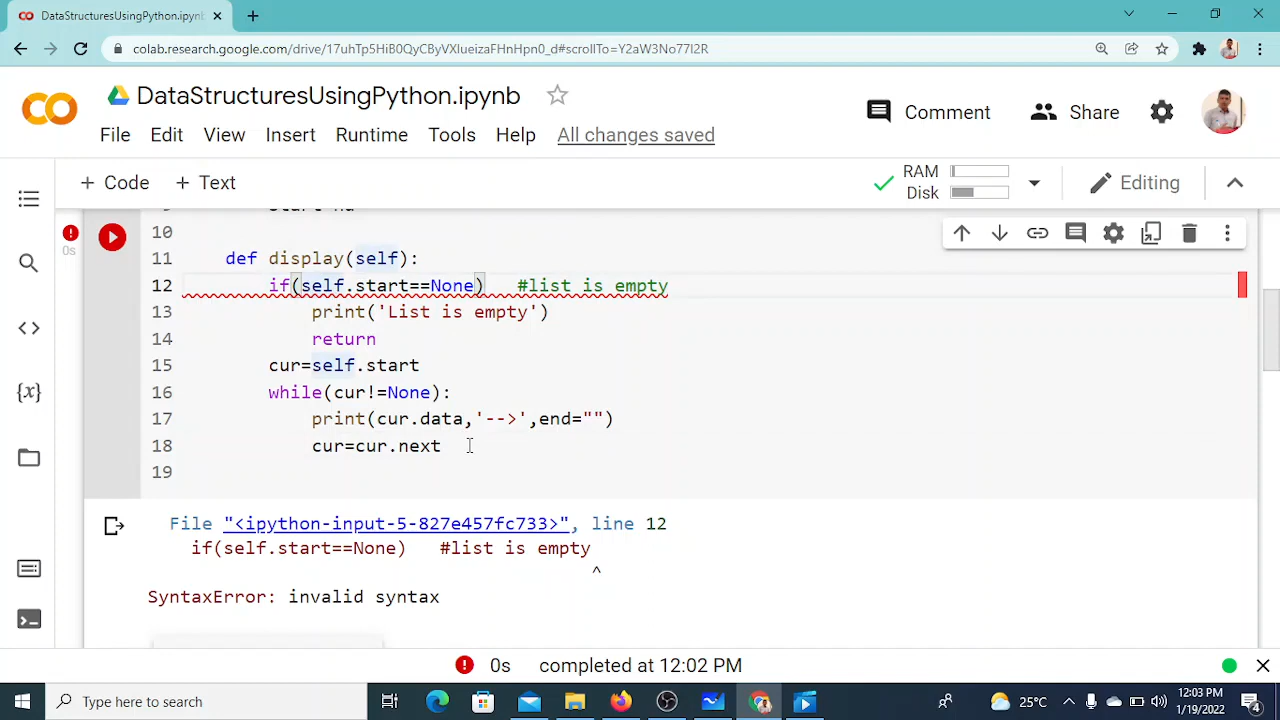 DataStructuresUsingPython.ipynb
colab.research.google.com/drive/17uhTp5HiB0QyCByVXlueizaFHnHpn0_d#scrollTo=Y2aW3No77l2R
DataStructuresUsingPython.ipynb
Comment
Share
File Edit View Insert Runtime Tools Help All changes saved
+ Code + Text
RAM
Disk
Editing
0s
10
11 def display(self):
12 if(self.start==None) #list is empty
13 print('List is empty')
14 return
15 cur=self.start
16 while(cur!=None):
17 print(cur.data,'-->',end="")
18 cur=cur.next
19
File "<ipython-input-5-827e457fc733>", line 12
if(self.start==None) #list is empty
^
SyntaxError: invalid syntax
0s completed at 12:02 PM
Type here to search
25°C
12:03 PM
1/19/2022
4